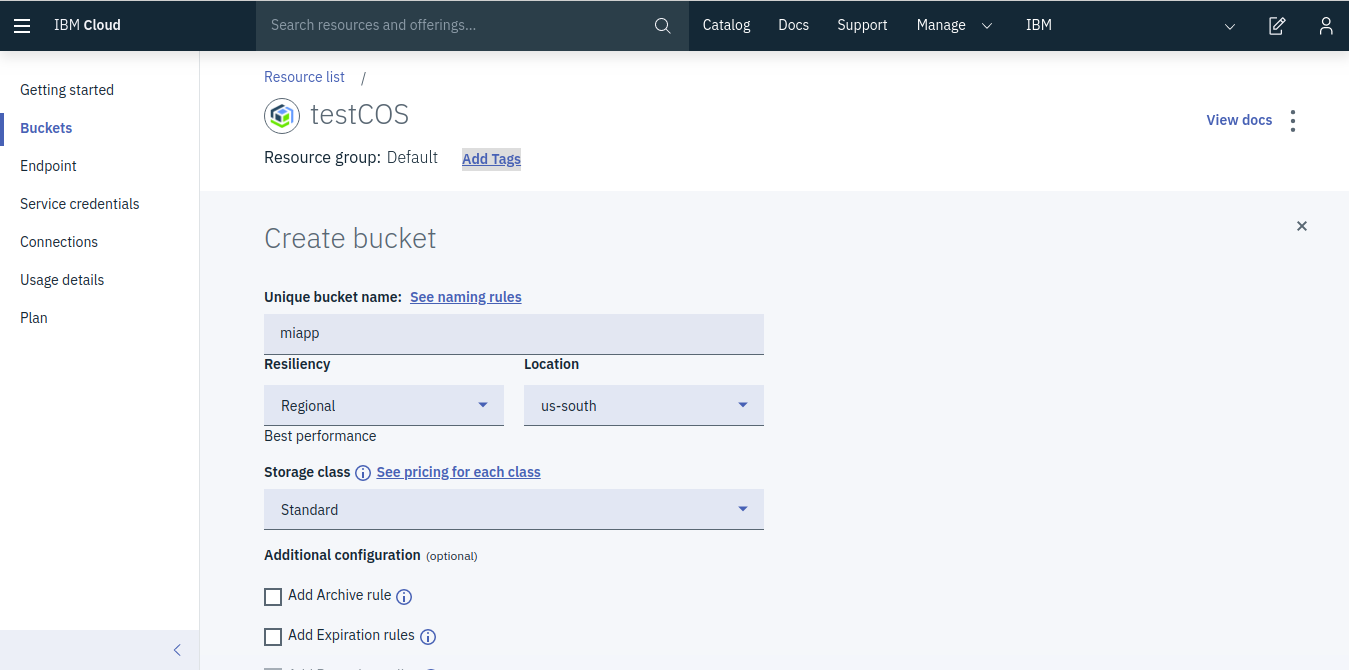 IBM Cloud
Search resources and offerings...
Catalog
Docs
Support
Manage
IBM
Getting started
Buckets
Endpoint
Service credentials
Connections
Usage details
Plan
Resource list /
testCOS
View docs
Resource group: Default Add Tags
Create bucket
Unique bucket name: See naming rules
miapp
Resiliency
Location
Regional
us-south
Best performance
Storage class See pricing for each class
Standard
Additional configuration (optional)
Add Archive rule
Add Expiration rules